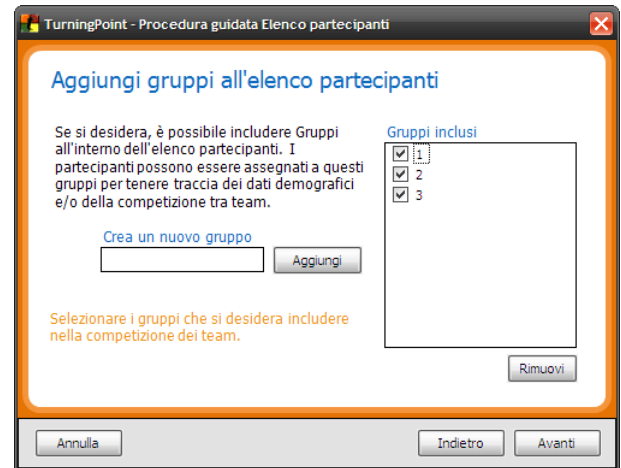 TurningPoint - Procedura guidata Elenco partecipanti
Aggiungi gruppi all'elenco partecipanti
Se si desidera, è possibile includere Gruppi
all'interno dell'elenco partecipanti. I
partecipanti possono essere assegnati a questi
gruppi per tenere traccia dei dati demografici
e/o della competizione tra team.
Crea un nuovo gruppo
Aggiungi
Selezionare i gruppi che si desidera includere
nella competizione dei team.
Gruppi inclusi
1
2
3
Rimuovi
Annulla
Indietro
Avanti